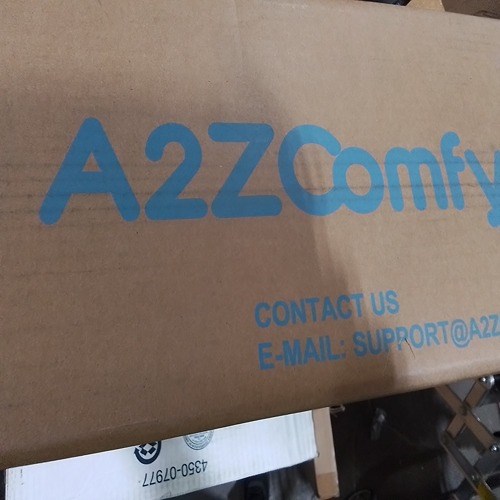 A2ZComfy
CONTACT US
E-MAIL: SUPPORT@A2Z
4350-07977